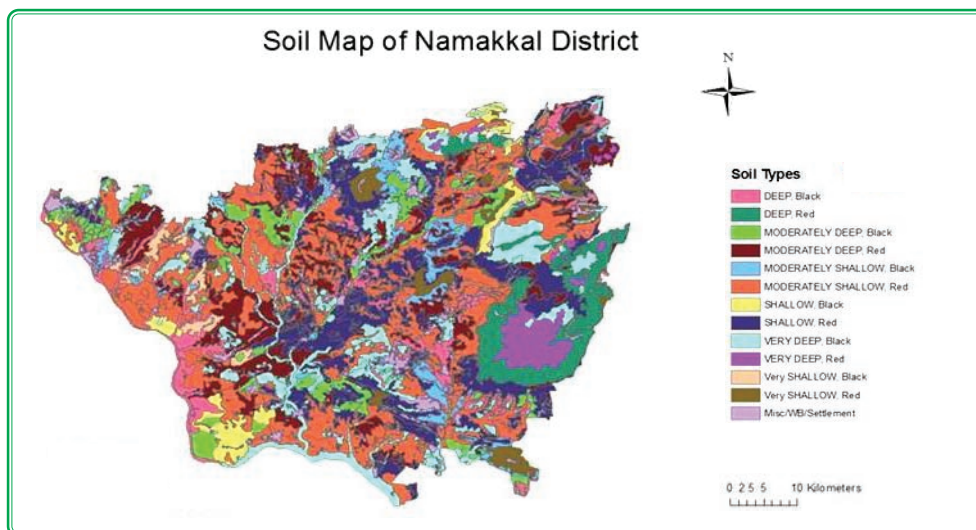 Soil Map of Namakkal District
N
Soil Types
DEEP, Black
DEEP, Red
MODERATELY DEEP, Black
MODERATELY DEEP, Red
MODERATELY SHALLOW, Black
MODERATELY SHALLOW, Red
SHALLOW, Black
SHALLOW, Red
VERY DEEP, Black
VERY DEEP, Red
Very SHALLOW, Black
Very SHALLOW, Red
Misc/WB/Settlement
0 2.5 5 10 Kilometers